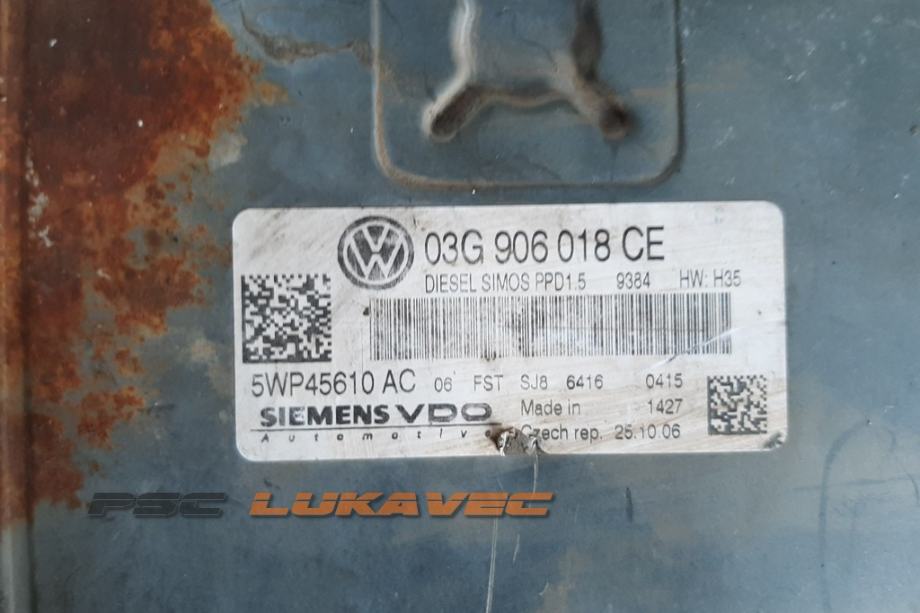 03G 906 018 CE
DIESEL SIMOS PPD1.5 9384 HW: H35
5WP45610 AC 06 FST SJ8 6416 0415
SIEMENS VDO
Automotiv
Made in 1427
Czech rep. 25.10.06
PSC LUKAVEC